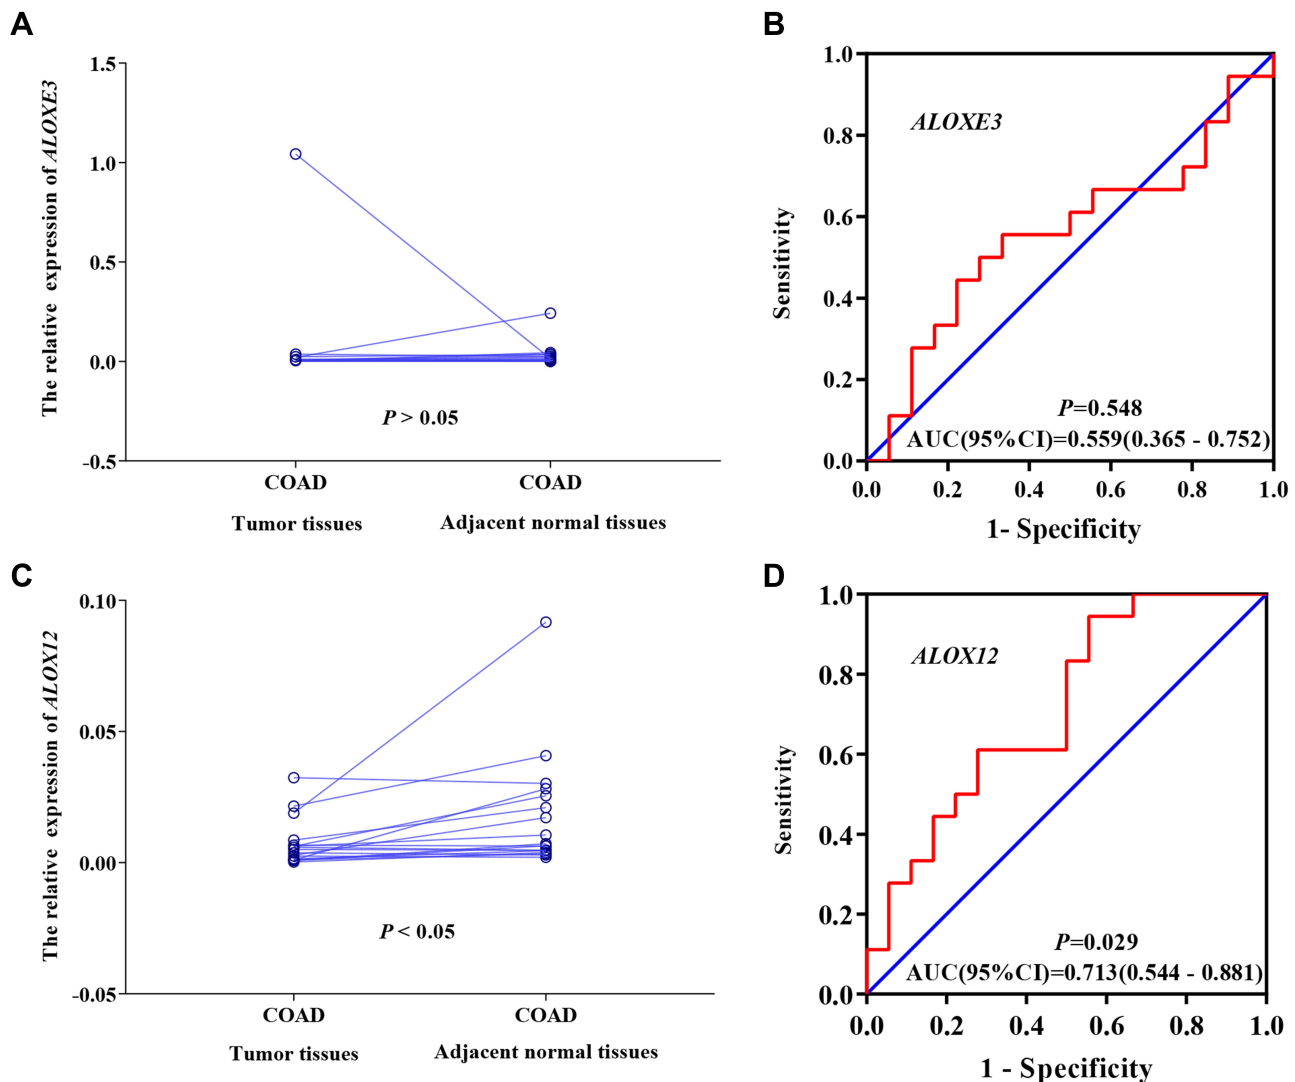 A
The relative expression of ALOXE3
1.5
1.0
0.5
0.0
-0.5
P > 0.05
COAD
COAD
Tumor tissues
Adjacent normal tissues
B
Sensitivity
1.0
0.8
0.6
0.4
0.2
0.0
ALOXE3
P=0.548
AUC(95%CI)=0.559(0.365 - 0.752)
0.0 0.2 0.4 0.6 0.8 1.0
1- Specificity
C
The relative expression of ALOX12
0.10
0.05
0.00
-0.05
P < 0.05
COAD
COAD
Tumor tissues
Adjacent normal tissues
D
Sensitivity
1.0
0.8
0.6
0.4
0.2
0.0
ALOX12
P=0.029
AUC(95%CI)=0.713(0.544 - 0.881)
0.0 0.2 0.4 0.6 0.8 1.0
1 - Specificity